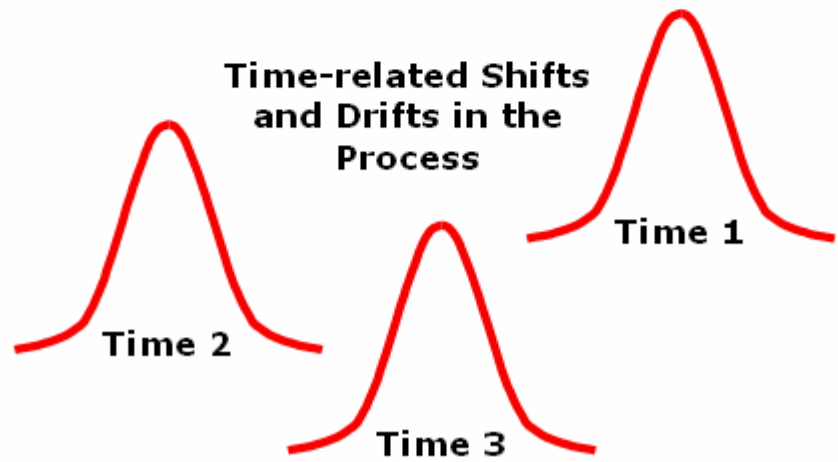 Time-related Shifts
and Drifts in the
Process
Time 1
Time 2
Time 3